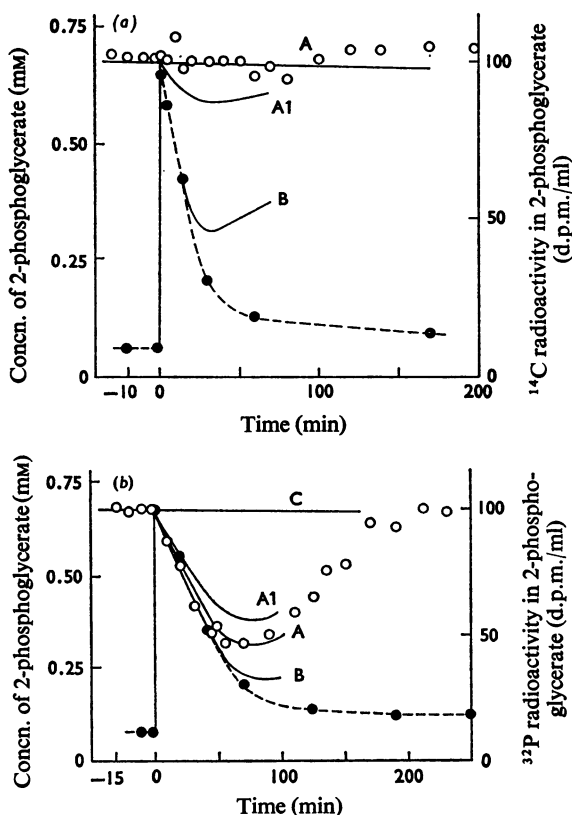 (a)
Concn. of 2-phosphoglycerate (mM)
0.75
0.50
0.25
0
A
A1
B
100
50
0
¹⁴C radioactivity in 2-phosphoglycerate
(d.p.m./ml)
−10 0 100 200
Time (min)
(b)
Concn. of 2-phosphoglycerate (mM)
0.75
0.50
0.25
0
C
A1
A
B
100
50
0
³²P radioactivity in 2-phospho-
glycerate (d.p.m./ml)
−15 0 100 200
Time (min)